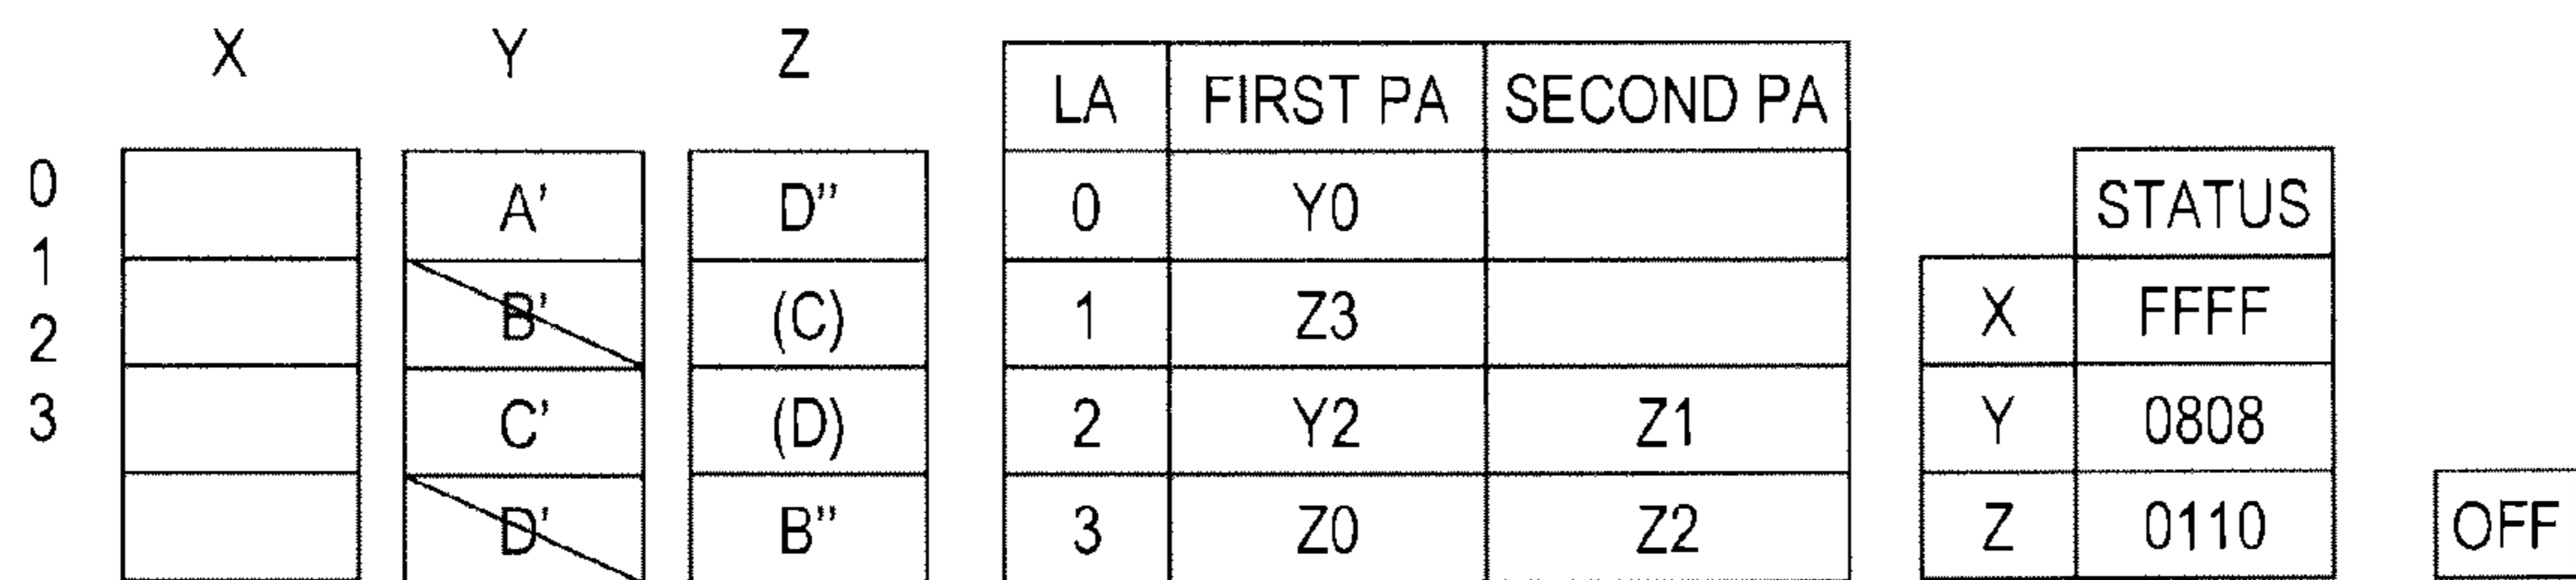 X Y Z
LA FIRST PA SECOND PA
0 A' D" 0 Y0 STATUS
1 B' (C) 1 Z3 X FFFF
2 C' (D) 2 Y2 Z1 Y 0808
3 D' B" 3 Z0 Z2 Z 0110 OFF